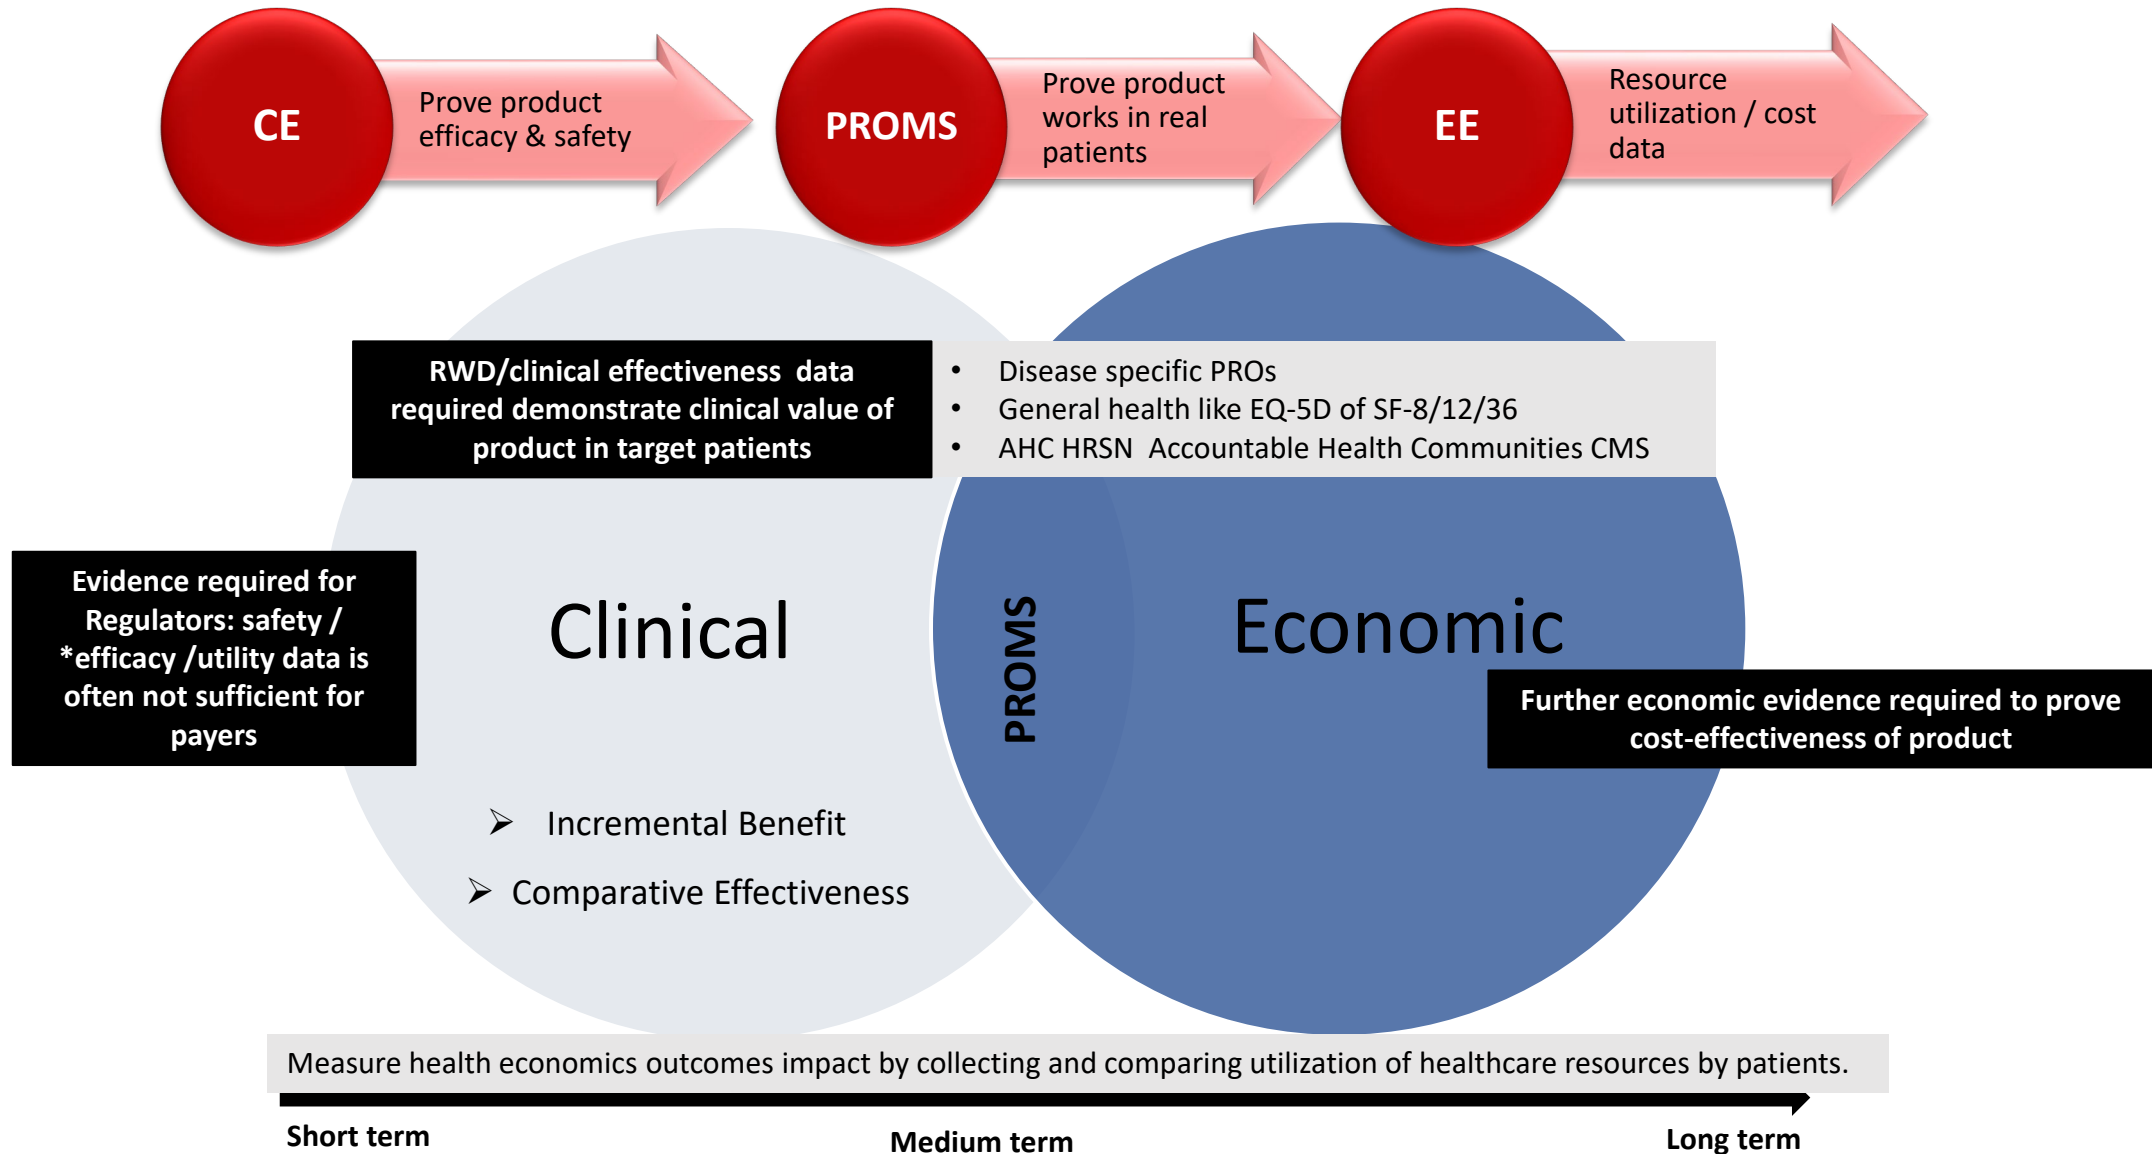 CE
Prove product
efficacy & safety
PROMS
Prove product
works in real
patients
EE
Resource
utilization / cost
data
RWD/clinical effectiveness  data
required demonstrate clinical value of
product in target patients
• Disease specific PROs
• General health like EQ-5D of SF-8/12/36
• AHC HRSN  Accountable Health Communities CMS
Evidence required for
Regulators: safety /
*efficacy /utility data is
often not sufficient for
payers
Clinical
PROMS
Economic
Further economic evidence required to prove
cost-effectiveness of product
➢ Incremental Benefit
➢ Comparative Effectiveness
Measure health economics outcomes impact by collecting and comparing utilization of healthcare resources by patients.
Short term
Medium term
Long term